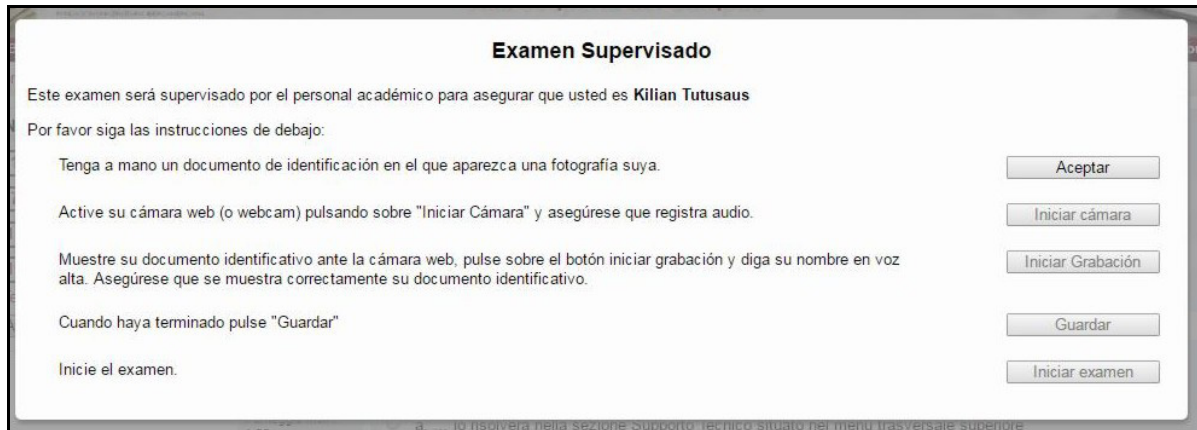 Examen Supervisado
Este examen será supervisado por el personal académico para asegurar que usted es Kilian Tutusaus
Por favor siga las instrucciones de debajo:
Tenga a mano un documento de identificación en el que aparezca una fotografía suya.
Aceptar
Active su cámara web (o webcam) pulsando sobre "Iniciar Cámara" y asegúrese que registra audio.
Iniciar cámara
Muestre su documento identificativo ante la cámara web, pulse sobre el botón iniciar grabación y diga su nombre en voz
alta. Asegúrese que se muestra correctamente su documento identificativo.
Iniciar Grabación
Cuando haya terminado pulse "Guardar"
Guardar
Inicie el examen.
Iniciar examen
lo risolverà nella sezione Supporto Tecnico situato nel menù trasversale superiore